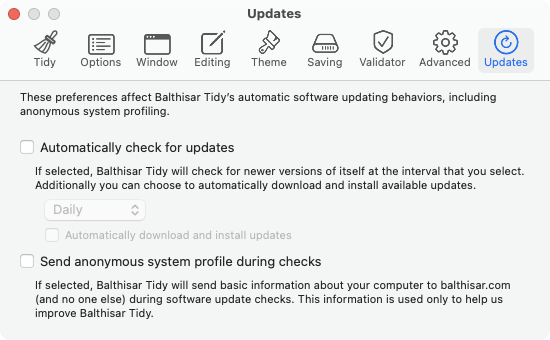 Updates
Tidy Options Window Editing Theme Saving Validator Advanced Updates
These preferences affect Balthisar Tidy’s automatic software updating behaviors, including
anonymous system profiling.
Automatically check for updates
If selected, Balthisar Tidy will check for newer versions of itself at the interval that you select.
Additionally you can choose to automatically download and install available updates.
Daily
Automatically download and install updates
Send anonymous system profile during checks
If selected, Balthisar Tidy will send basic information about your computer to balthisar.com
(and no one else) during software update checks. This information is used only to help us
improve Balthisar Tidy.